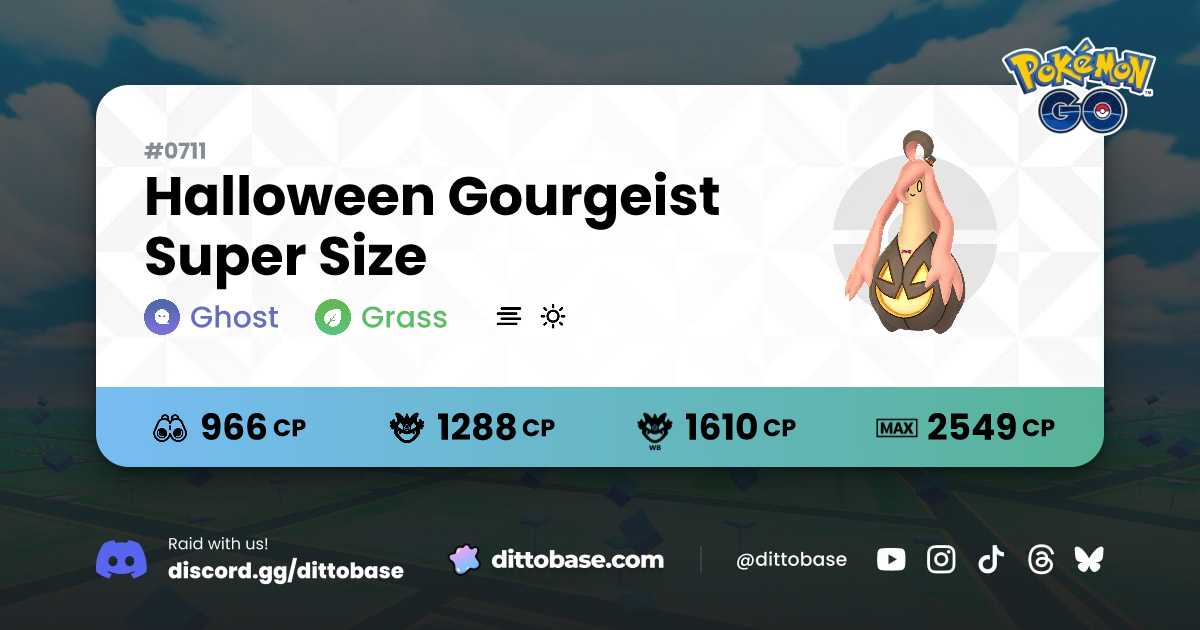 POKÉMON
GO
#0711
Halloween Gourgeist
Super Size
Ghost Grass
966 CP 1288 CP WB 1610 CP MAX 2549 CP
Raid with us!
discord.gg/dittobase
dittobase.com
@dittobase